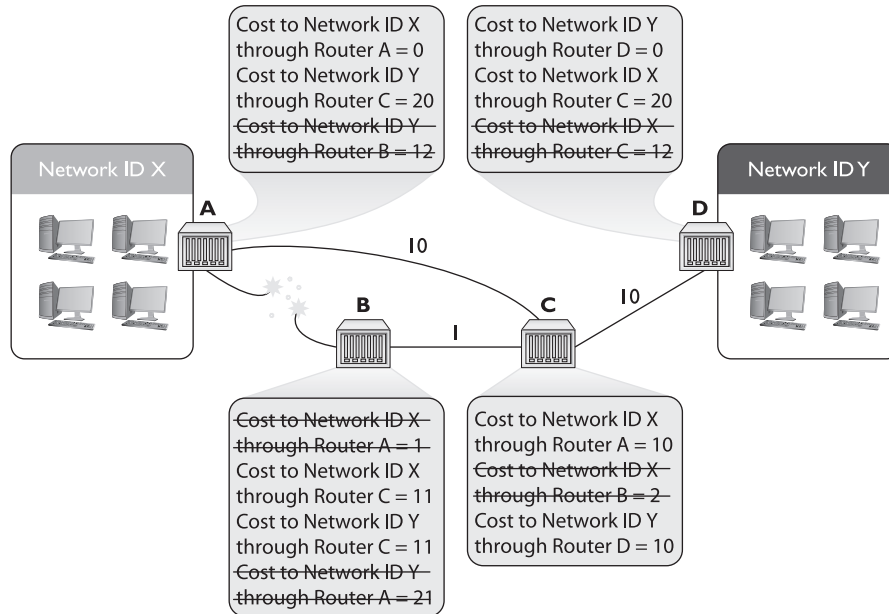 Cost to Network ID X
through Router A = 0
Cost to Network ID Y
through Router C = 20
Cost to Network ID Y
through Router B = 12
Cost to Network ID Y
through Router D = 0
Cost to Network ID X
through Router C = 20
Cost to Network ID X
through Router C = 12
Network ID X
A
D
Network ID Y
10
10
B
C
1
Cost to Network ID X
through Router A = 1
Cost to Network ID X
through Router C = 11
Cost to Network ID Y
through Router C = 11
Cost to Network ID Y
through Router A = 21
Cost to Network ID X
through Router A = 10
Cost to Network ID X
through Router B = 2
Cost to Network ID Y
through Router D = 10